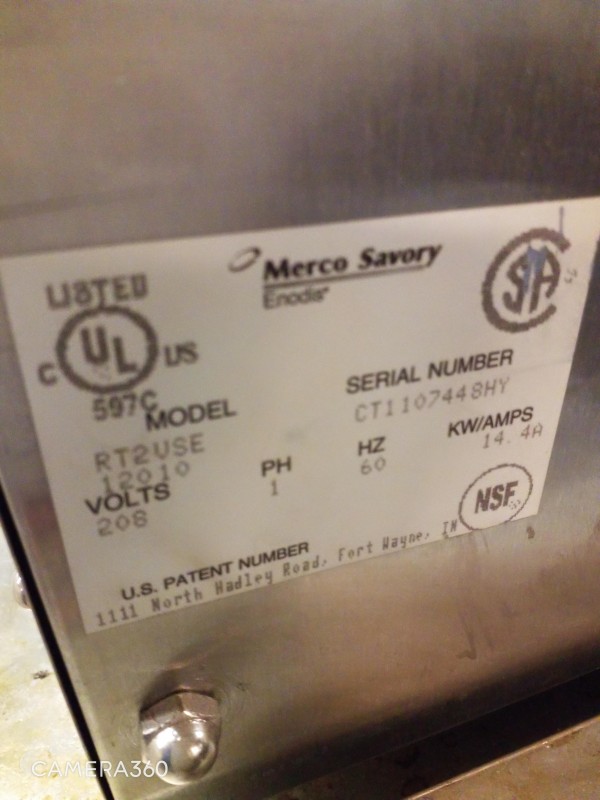 LISTED
C UL US
597C
Merco Savory
Enodis
SA
MODEL
RT2VSE
12010
SERIAL NUMBER
CT1107448HY
VOLTS
208
PH
1
HZ
60
KW/AMPS
14.4A
NSF
U.S. PATENT NUMBER
1111 North Hadley Road, Fort Wayne, IN
CAMERA360